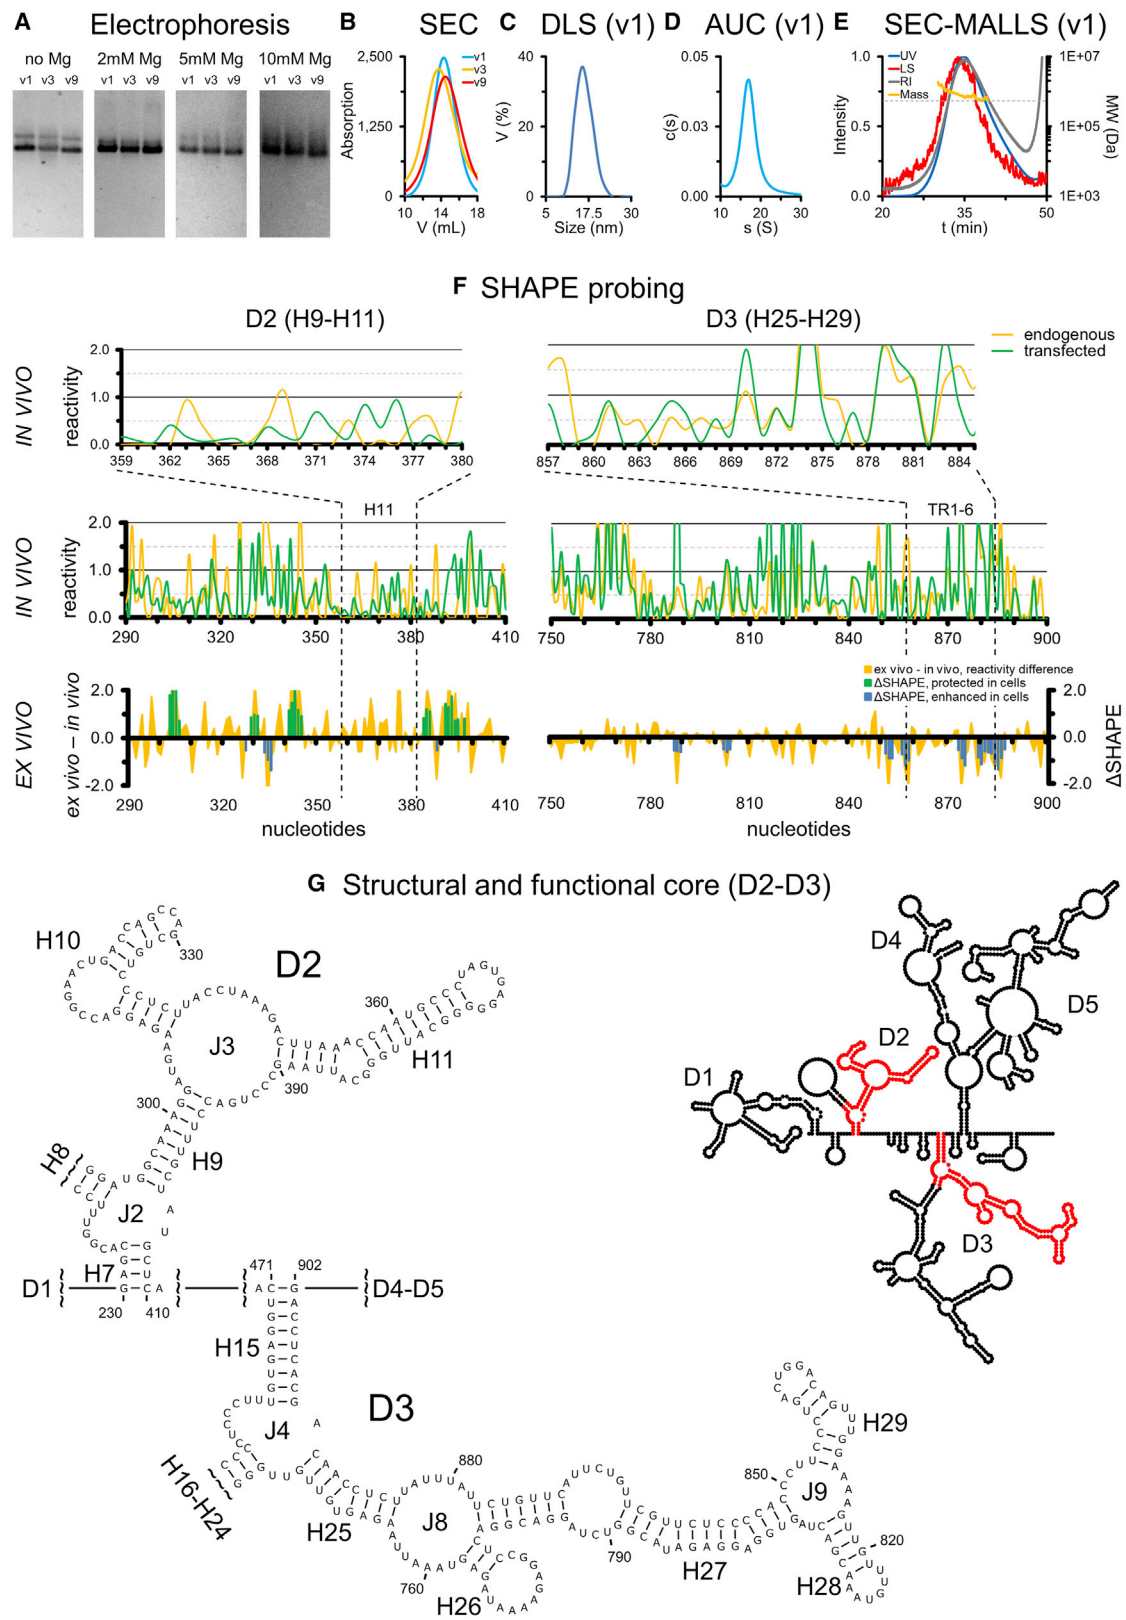 A Electrophoresis
no Mg 2mM Mg 5mM Mg 10mM Mg
v1 v3 v9 v1 v3 v9 v1 v3 v9 v1 v3 v9
B SEC
Absorption
2,500
1,250
0
10 14 18
V (mL)
v1
v3
v9
C DLS (v1)
V (%)
40
20
0
5 17.5 30
Size (nm)
D AUC (v1)
c(s)
0.05
0.03
0.00
10 20 30
s (S)
E SEC-MALLS (v1)
Intensity
1.0
0.5
0.0
UV
LS
RI
Mass
1E+07
1E+05
1E+03
MW (Da)
20 35 50
t (min)
F SHAPE probing
D2 (H9-H11)
D3 (H25-H29)
endogenous
transfected
IN VIVO
reactivity
2.0
1.0
0.0
359 362 365 368 371 374 377 380
857 860 863 866 869 872 875 878 881 884
H11
TR1-6
IN VIVO
reactivity
2.0
1.0
0.0
290 320 350 380 410
750 780 810 840 870 900
ex vivo - in vivo, reactivity difference
ΔSHAPE, protected in cells
ΔSHAPE, enhanced in cells
EX VIVO
ex vivo – in vivo
2.0
0.0
-2.0
290 320 350 380 410
nucleotides
750 780 810 840 870 900
nucleotides
2.0
0.0
-2.0
ΔSHAPE
G Structural and functional core (D2-D3)
H10
330
D2
360
J3
H11
390
300
H9
H8
J2
H7
D1
230 410
471 902
D4-D5
H15
D3
J4
H16-H24
H25
880
J8
760
H26
790
H27
850
J9
H29
820
H28
D4
D5
D2
D1
D3